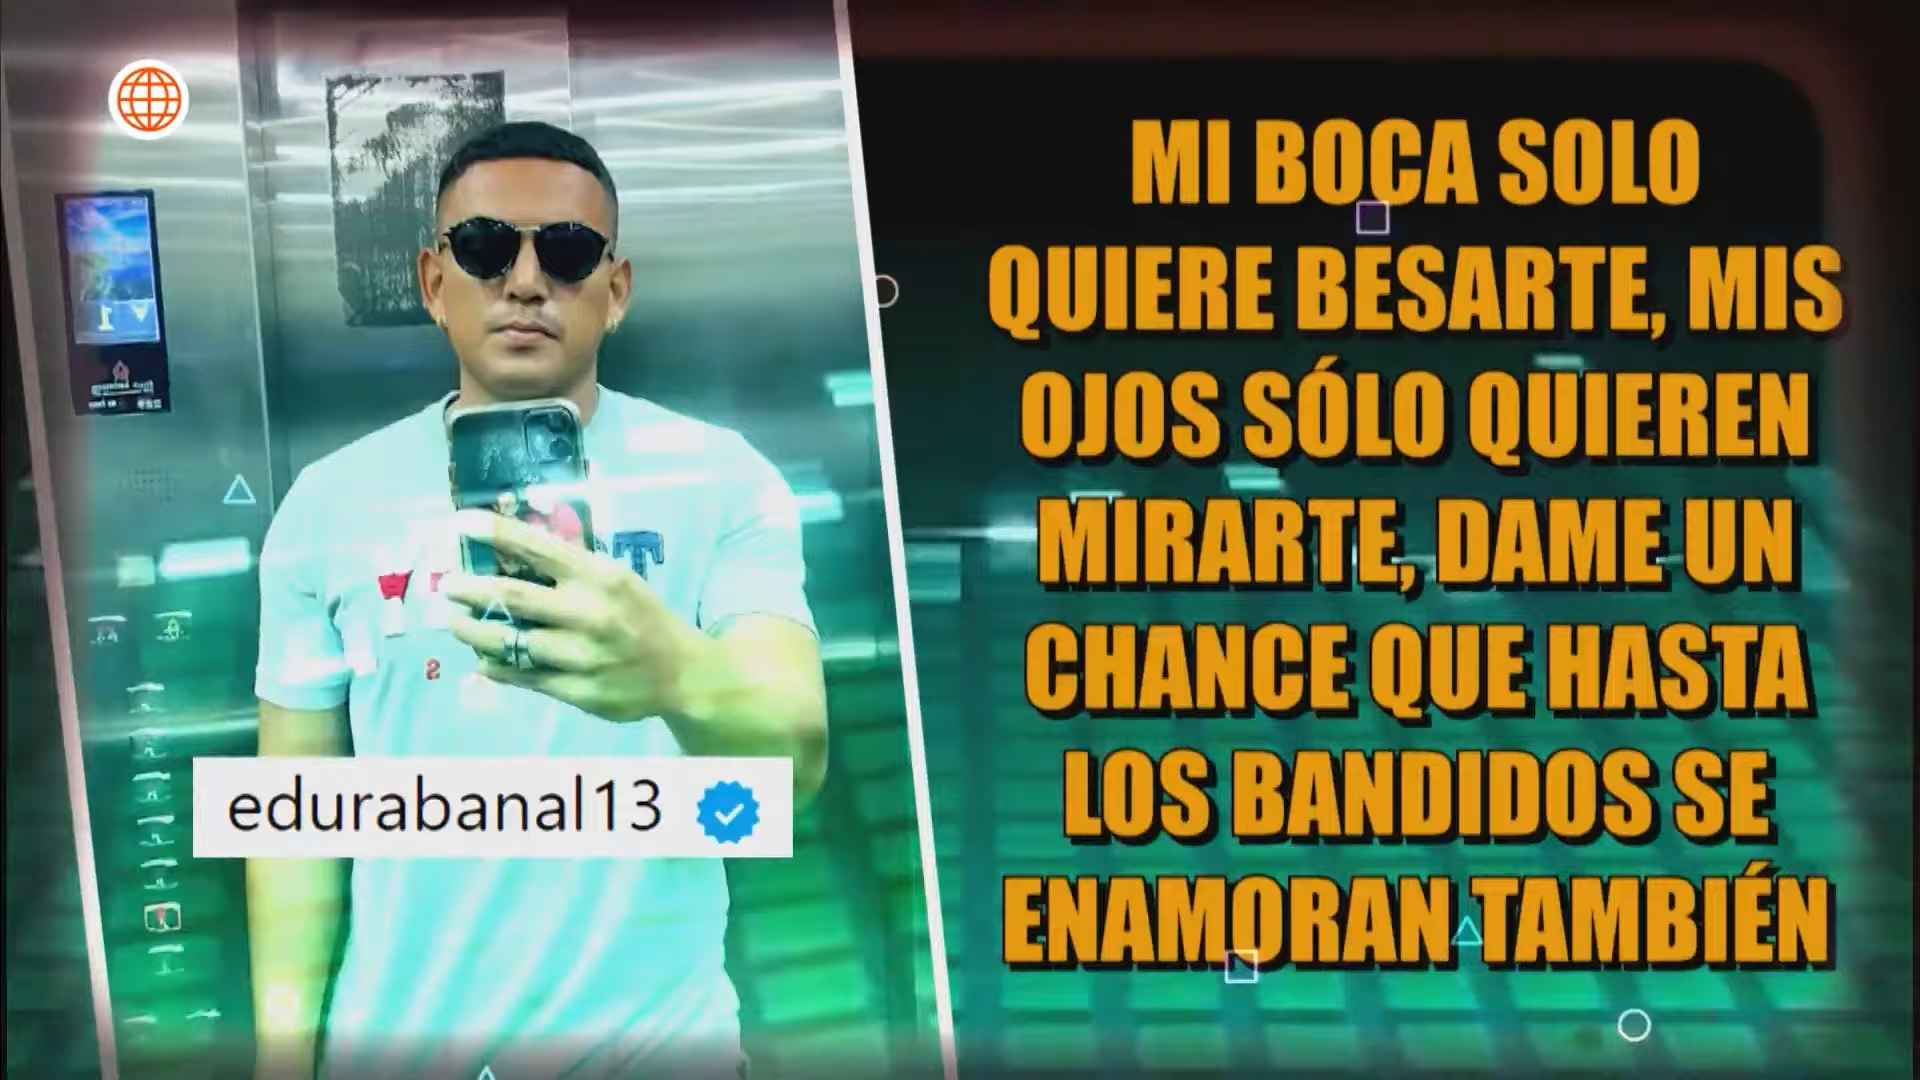 edurabanal13
MI BOCA SOLO
QUIERE BESARTE, MIS
OJOS SÓLO QUIEREN
MIRARTE, DAME UN
CHANCE QUE HASTA
LOS BANDIDOS SE
ENAMORAN TAMBIÉN